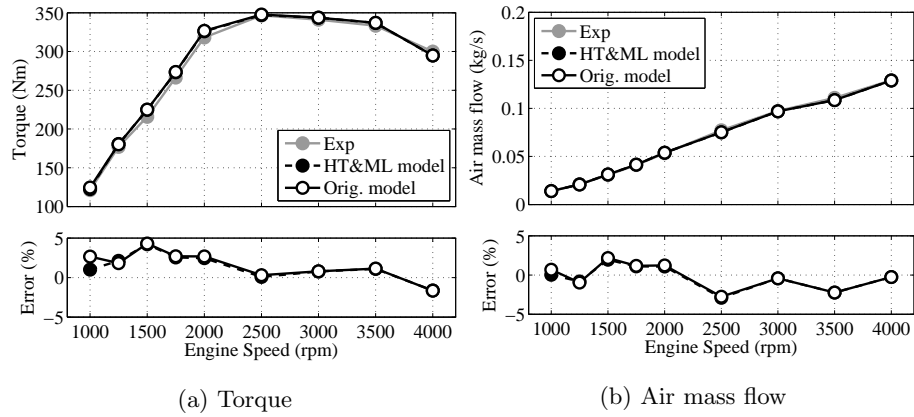 350
300
250
200
150
100
Torque (Nm)
Exp
HT&ML model
Orig. model
5
0
−5
Error (%)
1000 1250 1500 1750 2000 2500 3000 3500 4000
Engine Speed (rpm)
(a) Torque
0.2
0.15
0.1
0.05
0
Air mass flow (kg/s)
Exp
HT&ML model
Orig. model
5
0
−5
Error (%)
1000 1500 2000 2500 3000 3500 4000
Engine Speed (rpm)
(b) Air mass flow